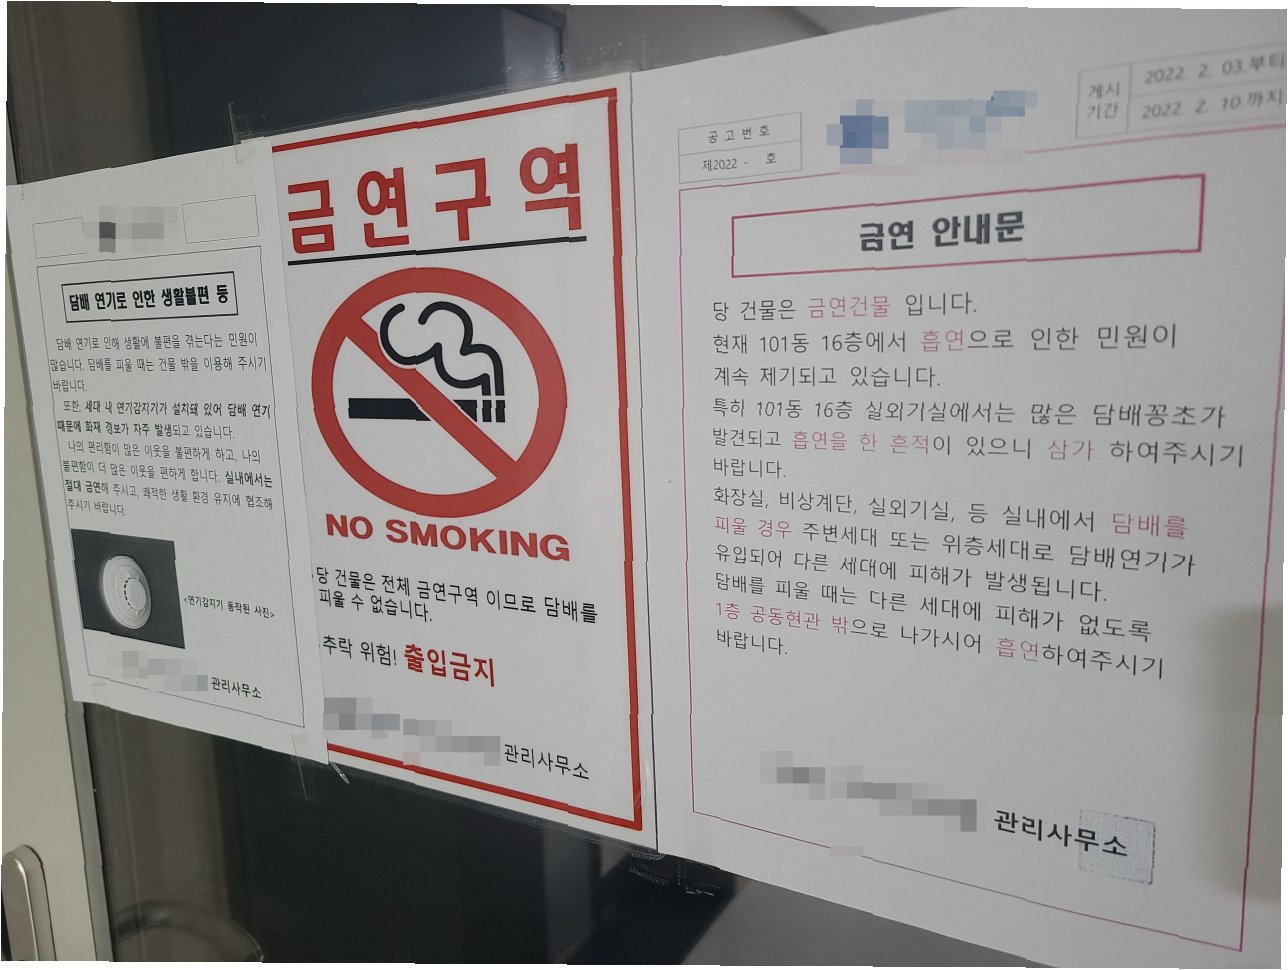 담배 연기로 인한 생활불편 등
담배 연기로 인해 생활에 불편을 겪는다는 민원이
많습니다. 담배를 피울 때는 건물 밖을 이용해 주시기
바랍니다.
또한, 세대 내 연기감지기가 설치돼 있어 담배 연기
때문에 화재 경보가 자주 발생되고 있습니다.
나의 편리함이 많은 이웃을 불편하게 하고, 나의
불편함이 더 많은 이웃을 편하게 합니다. 실내에서는
절대 금연해 주시고, 쾌적한 생활 환경 유지에 협조해
주시기 바랍니다.
<연기감지기 동작된 사진>
관리사무소
금연구역
NO SMOKING
당 건물은 전체 금연구역 이므로 담배를
피울 수 없습니다.
추락 위험! 출입금지
관리사무소
공고번호
제2022 - 호
게시
기간
2022. 2. 03.부터
2022. 2. 10.까지
금연 안내문
당 건물은 금연건물 입니다.
현재 101동 16층에서 흡연으로 인한 민원이
계속 제기되고 있습니다.
특히 101동 16층 실외기실에서는 많은 담배꽁초가
발견되고 흡연을 한 흔적이 있으니 삼가 하여주시기
바랍니다.
화장실, 비상계단, 실외기실, 등 실내에서 담배를
피울 경우 주변세대 또는 위층세대로 담배연기가
유입되어 다른 세대에 피해가 발생됩니다.
담배를 피울 때는 다른 세대에 피해가 없도록
1층 공동현관 밖으로 나가시어 흡연하여주시기
바랍니다.
관리사무소